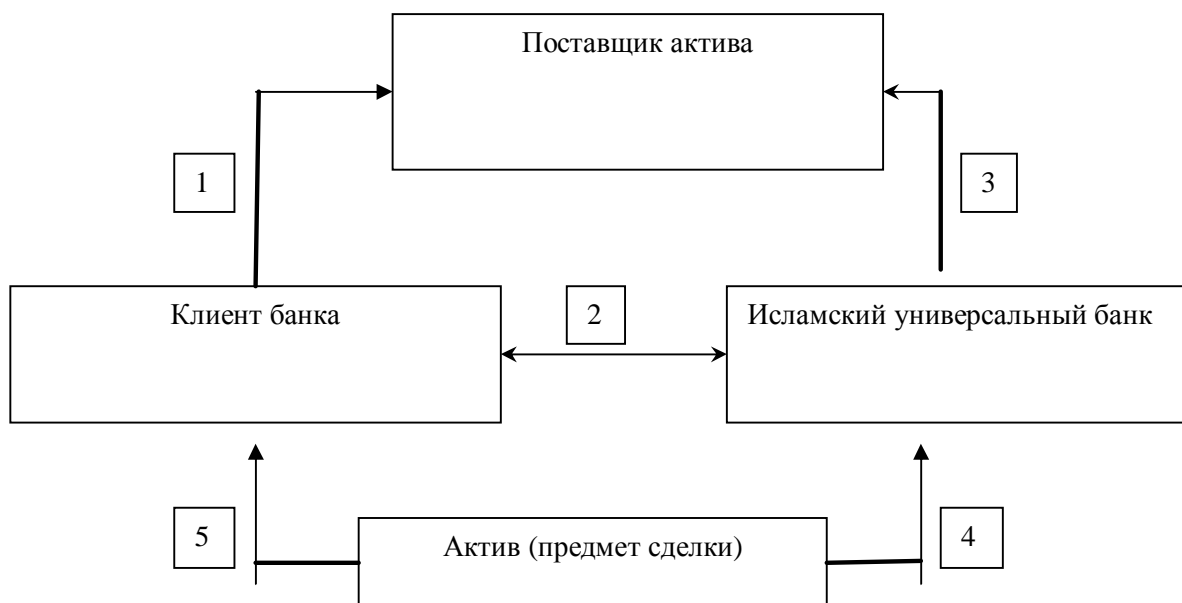 Поставщик актива
1
3
Клиент банка
2
Исламский универсальный банк
5
Актив (предмет сделки)
4